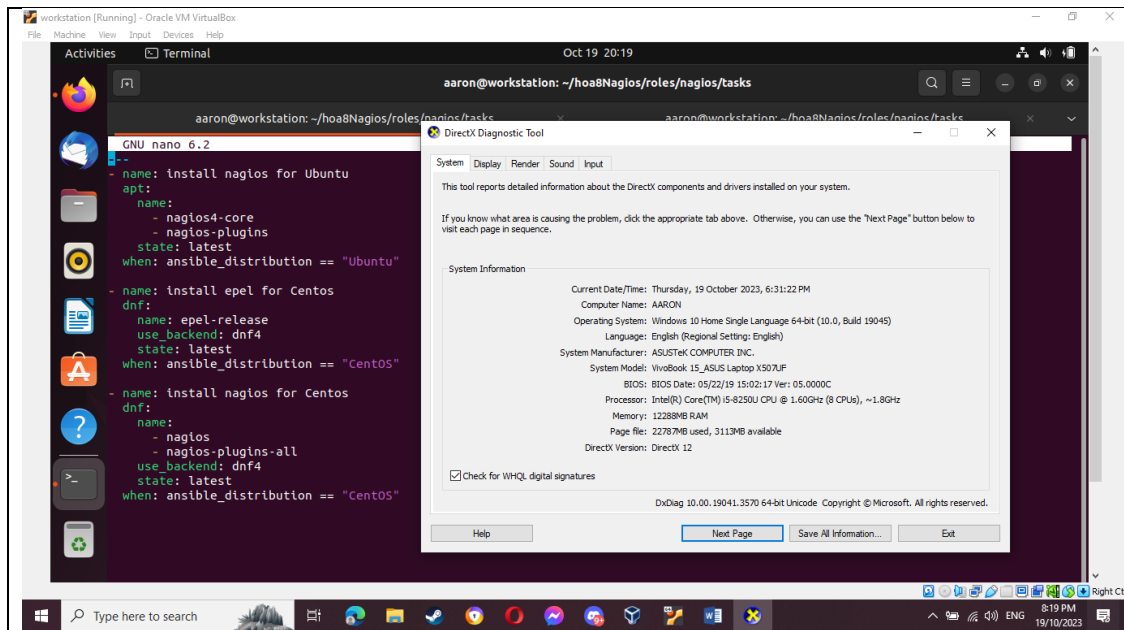 workstation [Running] - Oracle VM VirtualBox
File Machine View Input Devices Help
Activities Terminal Oct 19 20:19
aaron@workstation: ~/hoa8Nagios/roles/nagios/tasks
aaron@workstation: ~/hoa8Nagios/roles/nagios/tasks aaron@workstation: ~/hoa8Nagios/roles/nagios/tasks
GNU nano 6.2
---
- name: install nagios for Ubuntu
apt:
name:
- nagios4-core
- nagios-plugins
state: latest
when: ansible_distribution == "Ubuntu"
- name: install epel for Centos
dnf:
name: epel-release
use_backend: dnf4
state: latest
when: ansible_distribution == "CentOS"
- name: install nagios for Centos
dnf:
name:
- nagios
- nagios-plugins-all
use_backend: dnf4
state: latest
when: ansible_distribution == "CentOS"
DirectX Diagnostic Tool
System Display Render Sound Input
This tool reports detailed information about the DirectX components and drivers installed on your system.
If you know what area is causing the problem, click the appropriate tab above. Otherwise, you can use the "Next Page" button below to
visit each page in sequence.
System Information
Current Date/Time: Thursday, 19 October 2023, 6:31:22 PM
Computer Name: AARON
Operating System: Windows 10 Home Single Language 64-bit (10.0, Build 19045)
Language: English (Regional Setting: English)
System Manufacturer: ASUSTeK COMPUTER INC.
System Model: VivoBook 15_ASUS Laptop X507UF
BIOS: BIOS Date: 05/22/19 15:02:17 Ver: 05.0000C
Processor: Intel(R) Core(TM) i5-8250U CPU @ 1.60GHz (8 CPUs), ~1.8GHz
Memory: 12288MB RAM
Page file: 22787MB used, 3113MB available
DirectX Version: DirectX 12
Check for WHQL digital signatures
DxDiag 10.00.19041.3570 64-bit Unicode Copyright © Microsoft. All rights reserved.
Help Next Page Save All Information... Exit
Right Ct
Type here to search
ENG
8:19 PM
19/10/2023